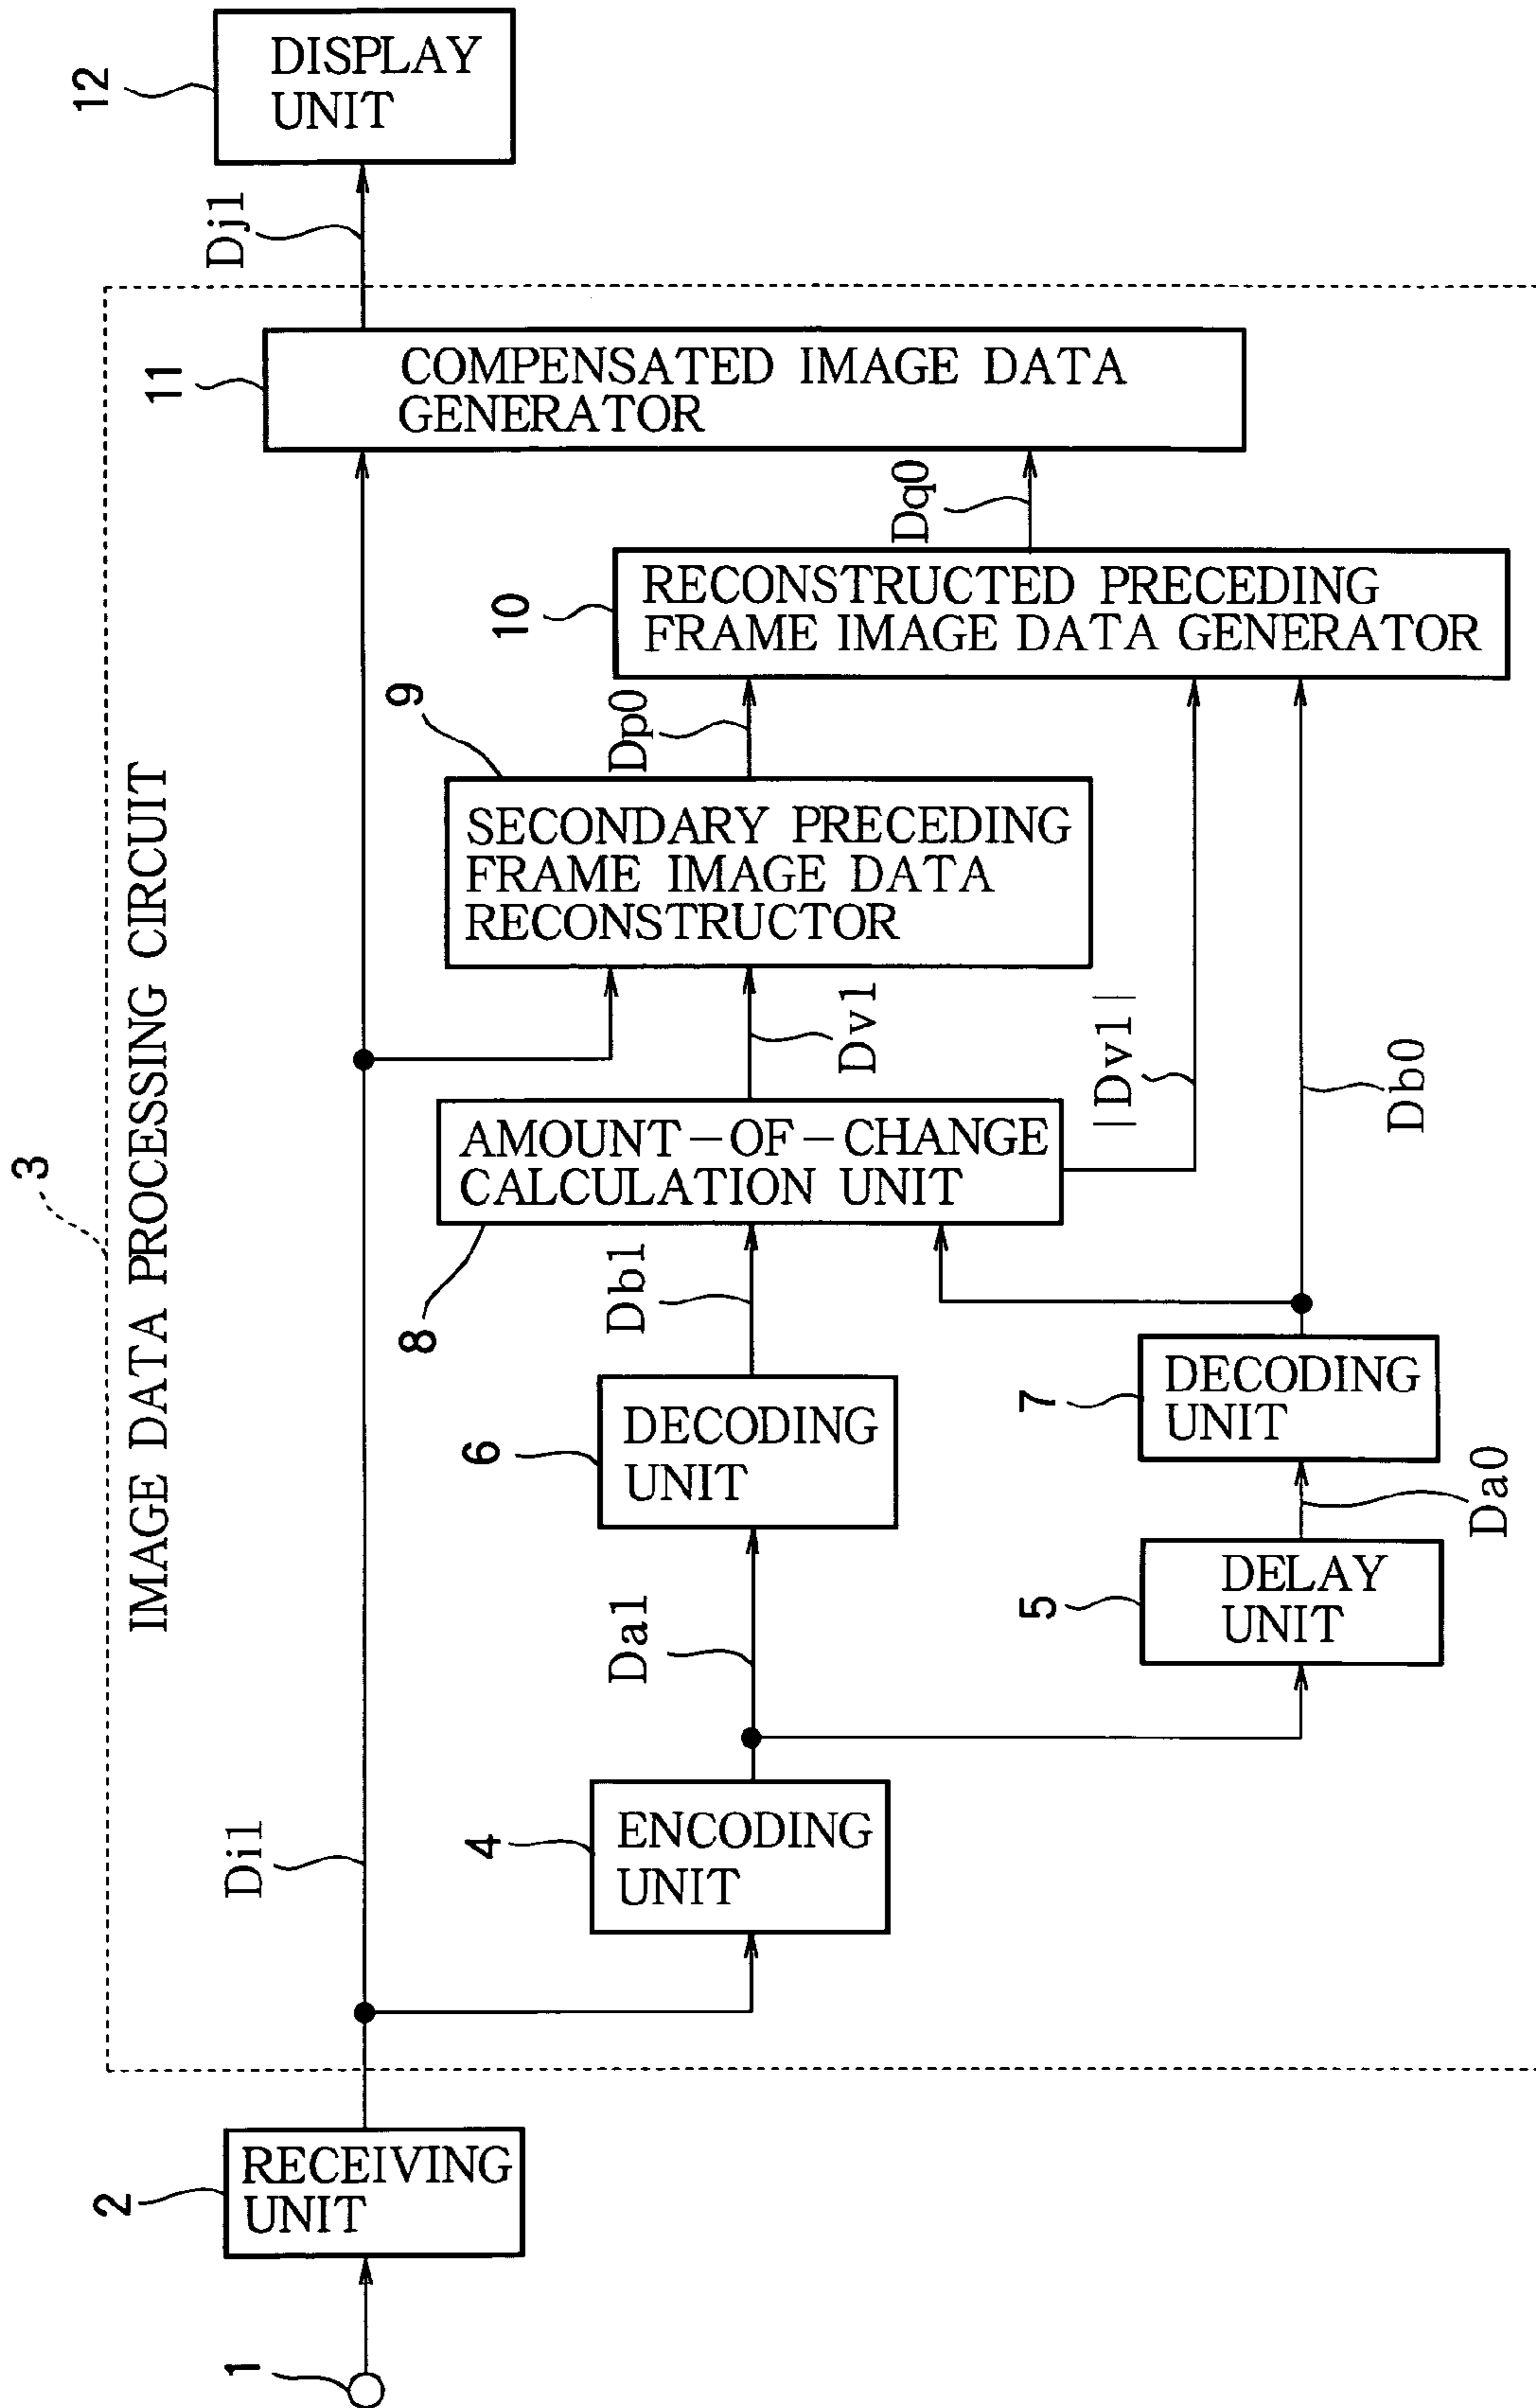 3
IMAGE DATA PROCESSING CIRCUIT
1
2
RECEIVING
UNIT
Di1
11
COMPENSATED IMAGE DATA
GENERATOR
Dj1
12
DISPLAY
UNIT
4
ENCODING
UNIT
Da1
6
DECODING
UNIT
Db1
8
AMOUNT-OF-CHANGE
CALCULATION UNIT
Dv1
9
SECONDARY PRECEDING
FRAME IMAGE DATA
RECONSTRUCTOR
Dp0
10
RECONSTRUCTED PRECEDING
FRAME IMAGE DATA GENERATOR
Dq0
|Dv1|
5
DELAY
UNIT
Da0
7
DECODING
UNIT
Db0